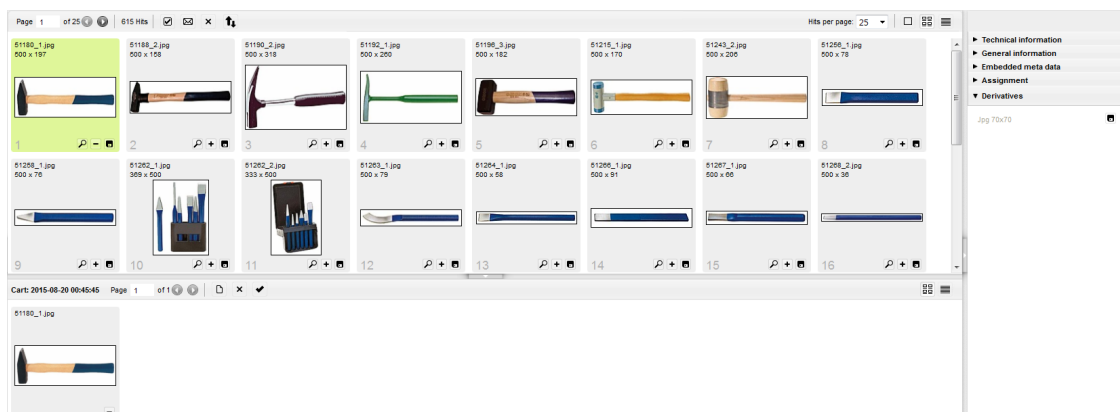 Page 1 of 25 615 Hits Hits per page: 25
51180_1.jpg 51188_2.jpg 51190_2.jpg 51192_1.jpg 51196_3.jpg 51215_1.jpg 51243_2.jpg 51256_1.jpg
500 x 197 500 x 158 500 x 318 500 x 260 500 x 182 500 x 170 500 x 206 500 x 78
1 2 3 4 5 6 7 8
51258_1.jpg 51262_1.jpg 51262_2.jpg 51263_1.jpg 51264_1.jpg 51266_1.jpg 51267_1.jpg 51268_2.jpg
500 x 76 369 x 500 333 x 500 500 x 79 500 x 58 500 x 91 500 x 66 500 x 36
9 10 11 12 13 14 15 16
Cart: 2015-08-20 00:45:45 Page 1 of 1
51180_1.jpg
Technical information
General information
Embedded meta data
Assignment
Derivatives
Jpg 70x70